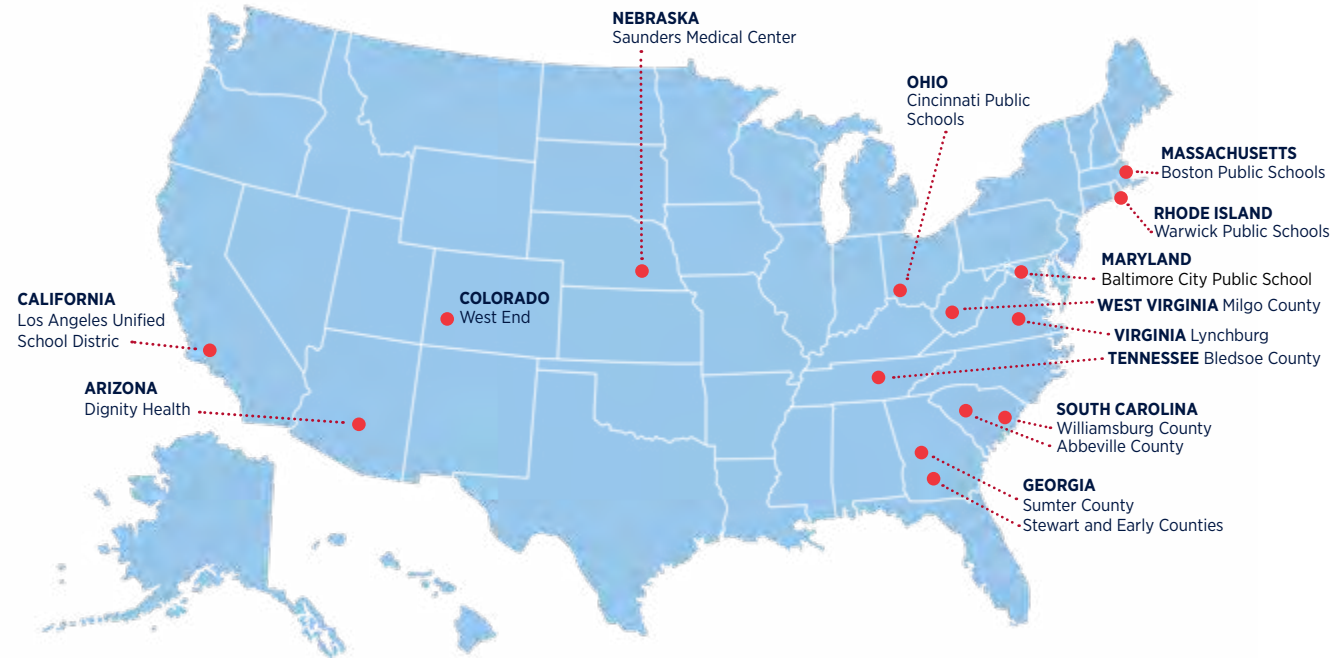 NEBRASKA
Saunders Medical Center
OHIO
Cincinnati Public
Schools
MASSACHUSETTS
Boston Public Schools
RHODE ISLAND
Warwick Public Schools
MARYLAND
Baltimore City Public School
WEST VIRGINIA Milgo County
VIRGINIA Lynchburg
TENNESSEE Bledsoe County
CALIFORNIA
Los Angeles Unified
School Distric
COLORADO
West End
ARIZONA
Dignity Health
SOUTH CAROLINA
Williamsburg County
Abbeville County
GEORGIA
Sumter County
Stewart and Early Counties